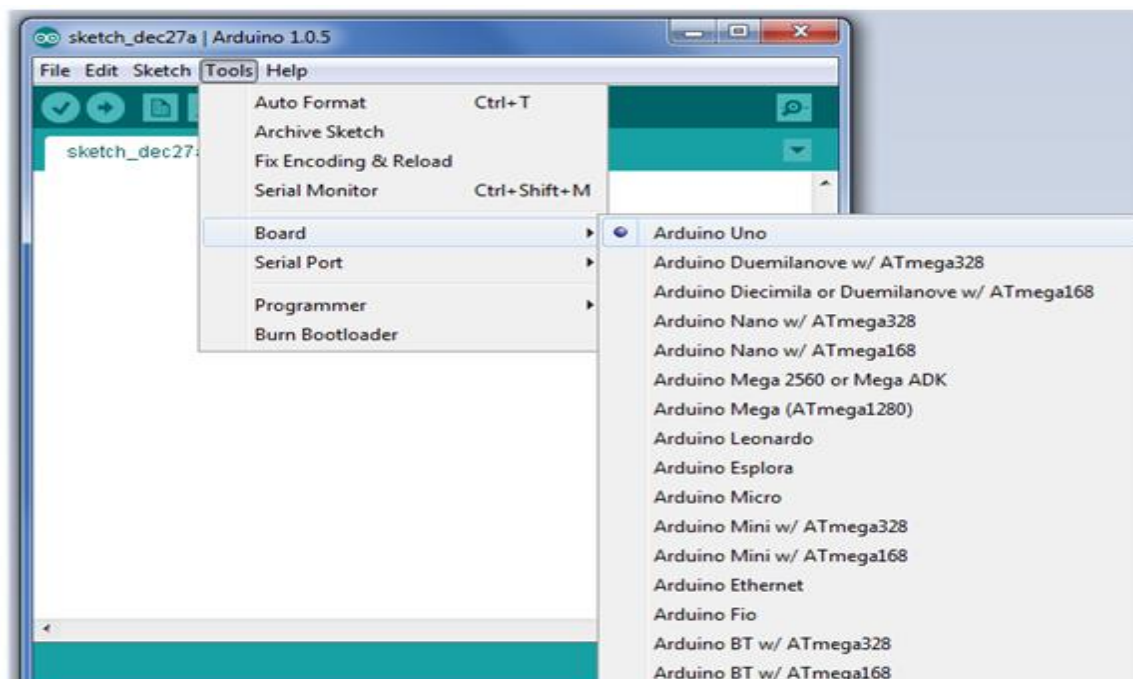 sketch_dec27a | Arduino 1.0.5
File Edit Sketch Tools Help
sketch_dec27a
Auto Format Ctrl+T
Archive Sketch
Fix Encoding & Reload
Serial Monitor Ctrl+Shift+M
Board
Serial Port
Programmer
Burn Bootloader
Arduino Uno
Arduino Duemilanove w/ ATmega328
Arduino Diecimila or Duemilanove w/ ATmega168
Arduino Nano w/ ATmega328
Arduino Nano w/ ATmega168
Arduino Mega 2560 or Mega ADK
Arduino Mega (ATmega1280)
Arduino Leonardo
Arduino Esplora
Arduino Micro
Arduino Mini w/ ATmega328
Arduino Mini w/ ATmega168
Arduino Ethernet
Arduino Fio
Arduino BT w/ ATmega328
Arduino BT w/ ATmega168